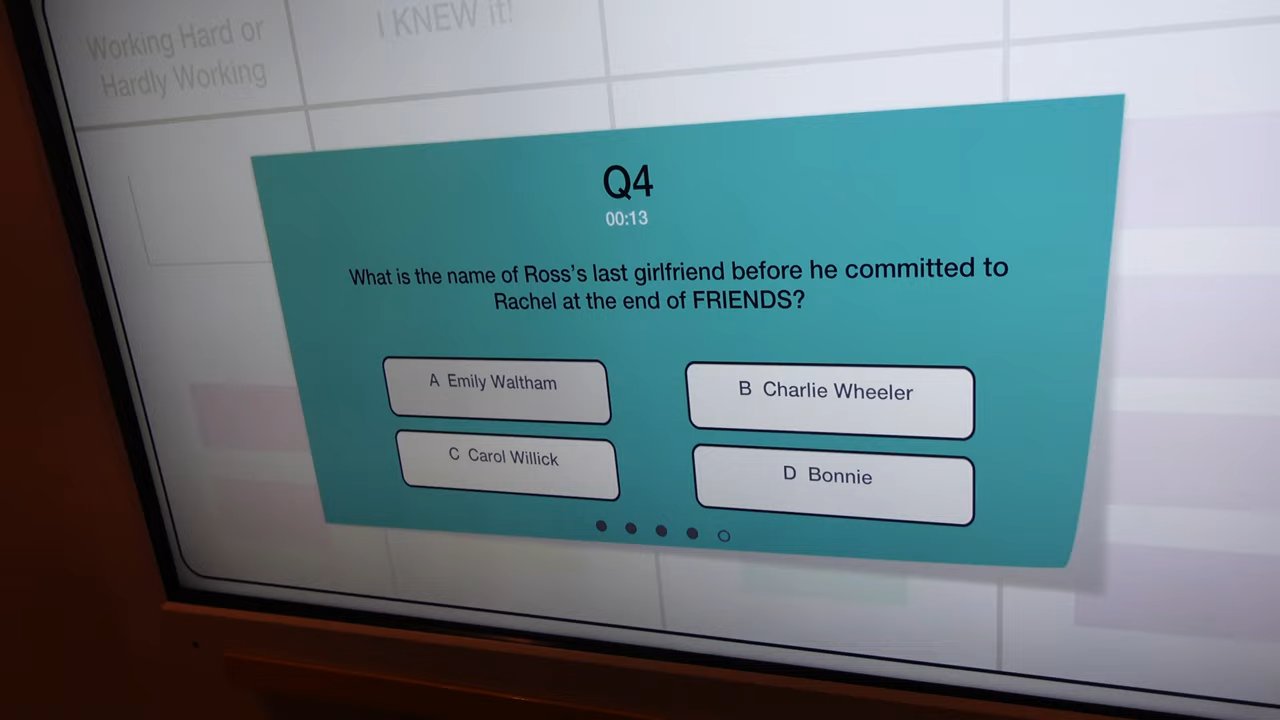 Working Hard or
Hardly Working
I KNEW it!
Q4
00:13
What is the name of Ross's last girlfriend before he committed to
Rachel at the end of FRIENDS?
A Emily Waltham
B Charlie Wheeler
C Carol Willick
D Bonnie